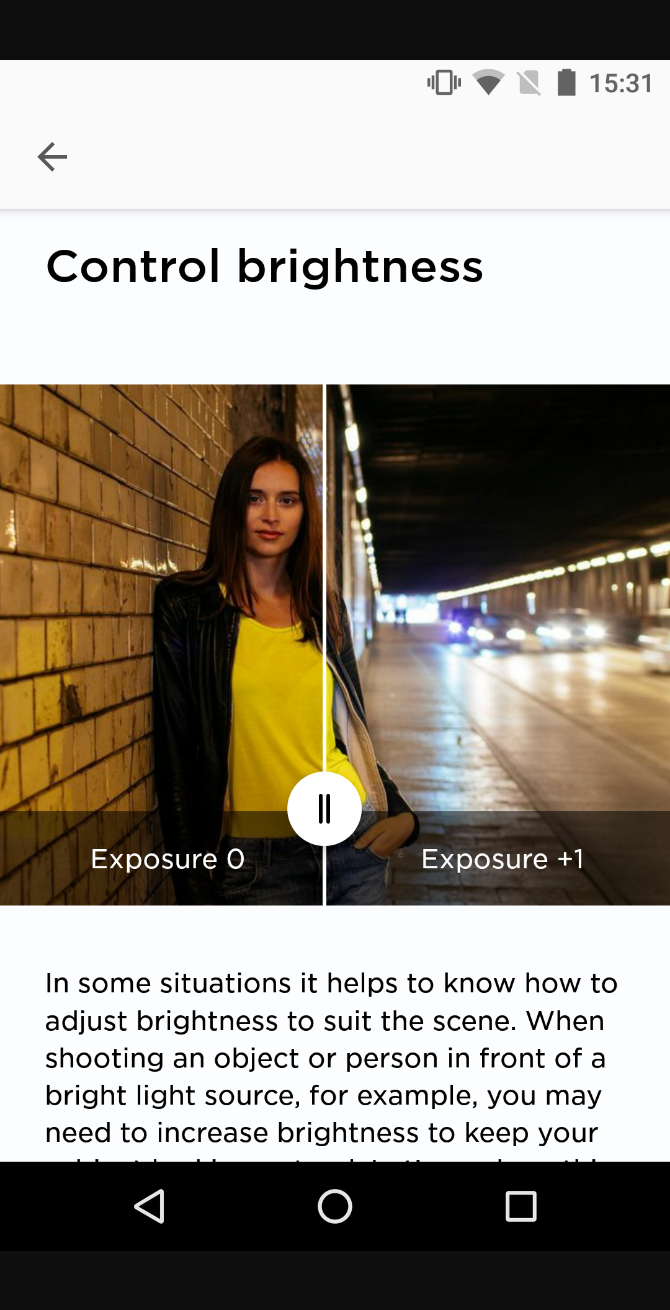 15:31
Control brightness
Exposure 0
Exposure +1
In some situations it helps to know how to
adjust brightness to suit the scene. When
shooting an object or person in front of a
bright light source, for example, you may
need to increase brightness to keep your